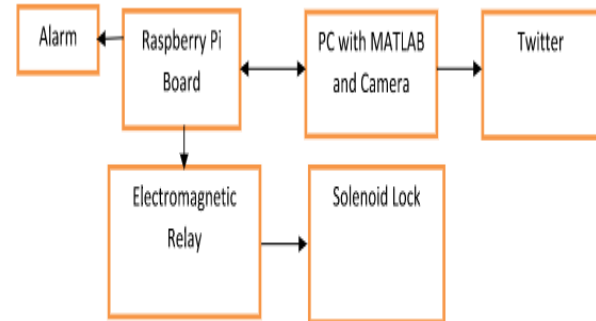 Alarm
Raspberry Pi
Board
PC with MATLAB
and Camera
Twitter
Electromagnetic
Relay
Solenoid Lock